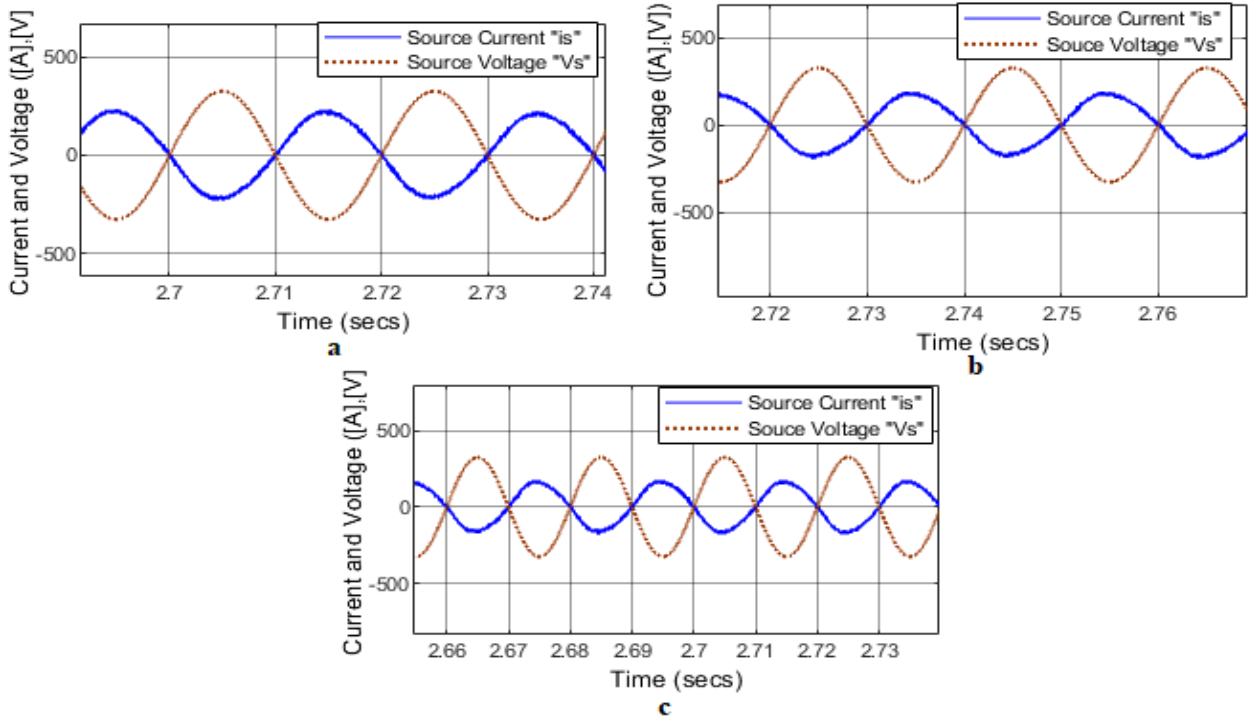 Current and Voltage ([A],[V])
500
0
-500
Source Current "is"
Source Voltage "Vs"
2.7
2.71
2.72
2.73
2.74
Time (secs)
a
Current and Voltage ([A],[V])
500
0
-500
Source Current "is"
Souce Voltage "Vs"
2.72
2.73
2.74
2.75
2.76
Time (secs)
b
Current and Voltage ([A],[V]
500
0
-500
Source Current "is"
Souce Voltage "Vs"
2.66
2.67
2.68
2.69
2.7
2.71
2.72
2.73
Time (secs)
c